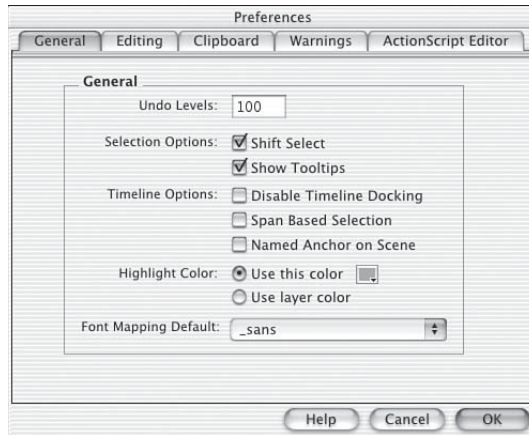 Preferences
General Editing Clipboard Warnings ActionScript Editor
General
Undo Levels: 100
Selection Options: Shift Select
Show Tooltips
Timeline Options: Disable Timeline Docking
Span Based Selection
Named Anchor on Scene
Highlight Color: Use this color
Use layer color
Font Mapping Default: _sans
Help Cancel OK